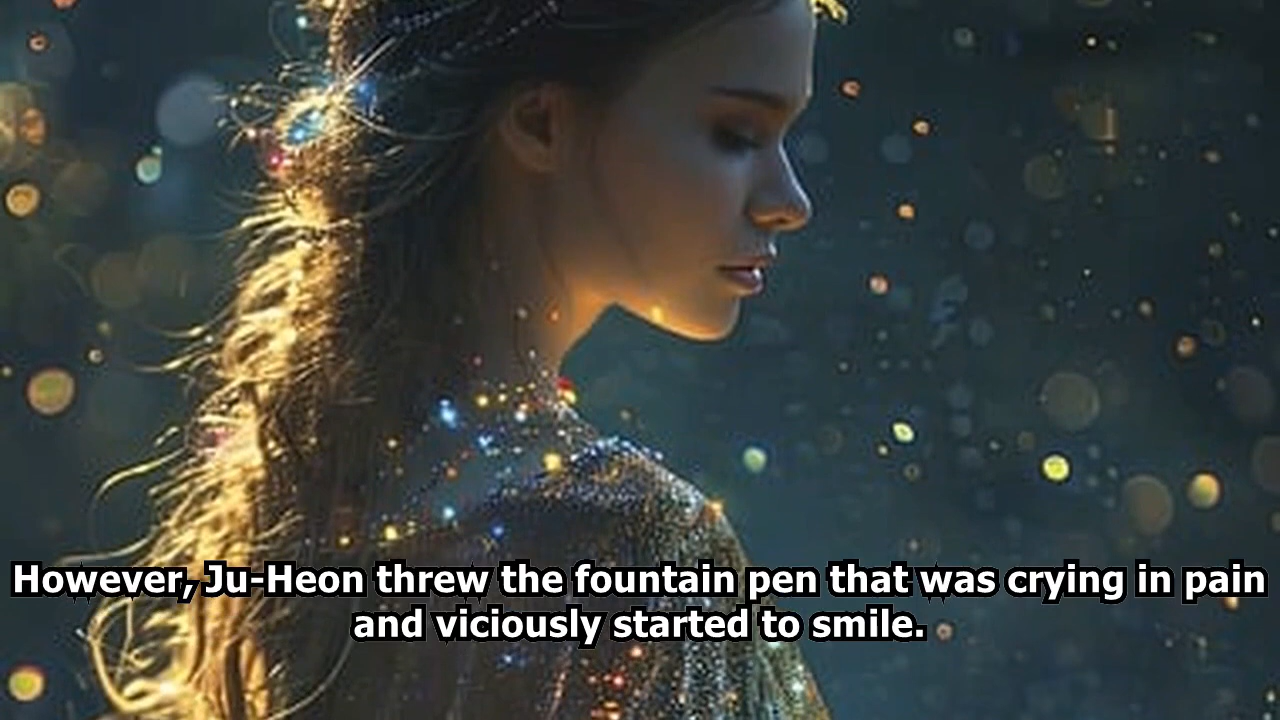 However, Ju-Heon threw the fountain pen that was crying in pain
and viciously started to smile.